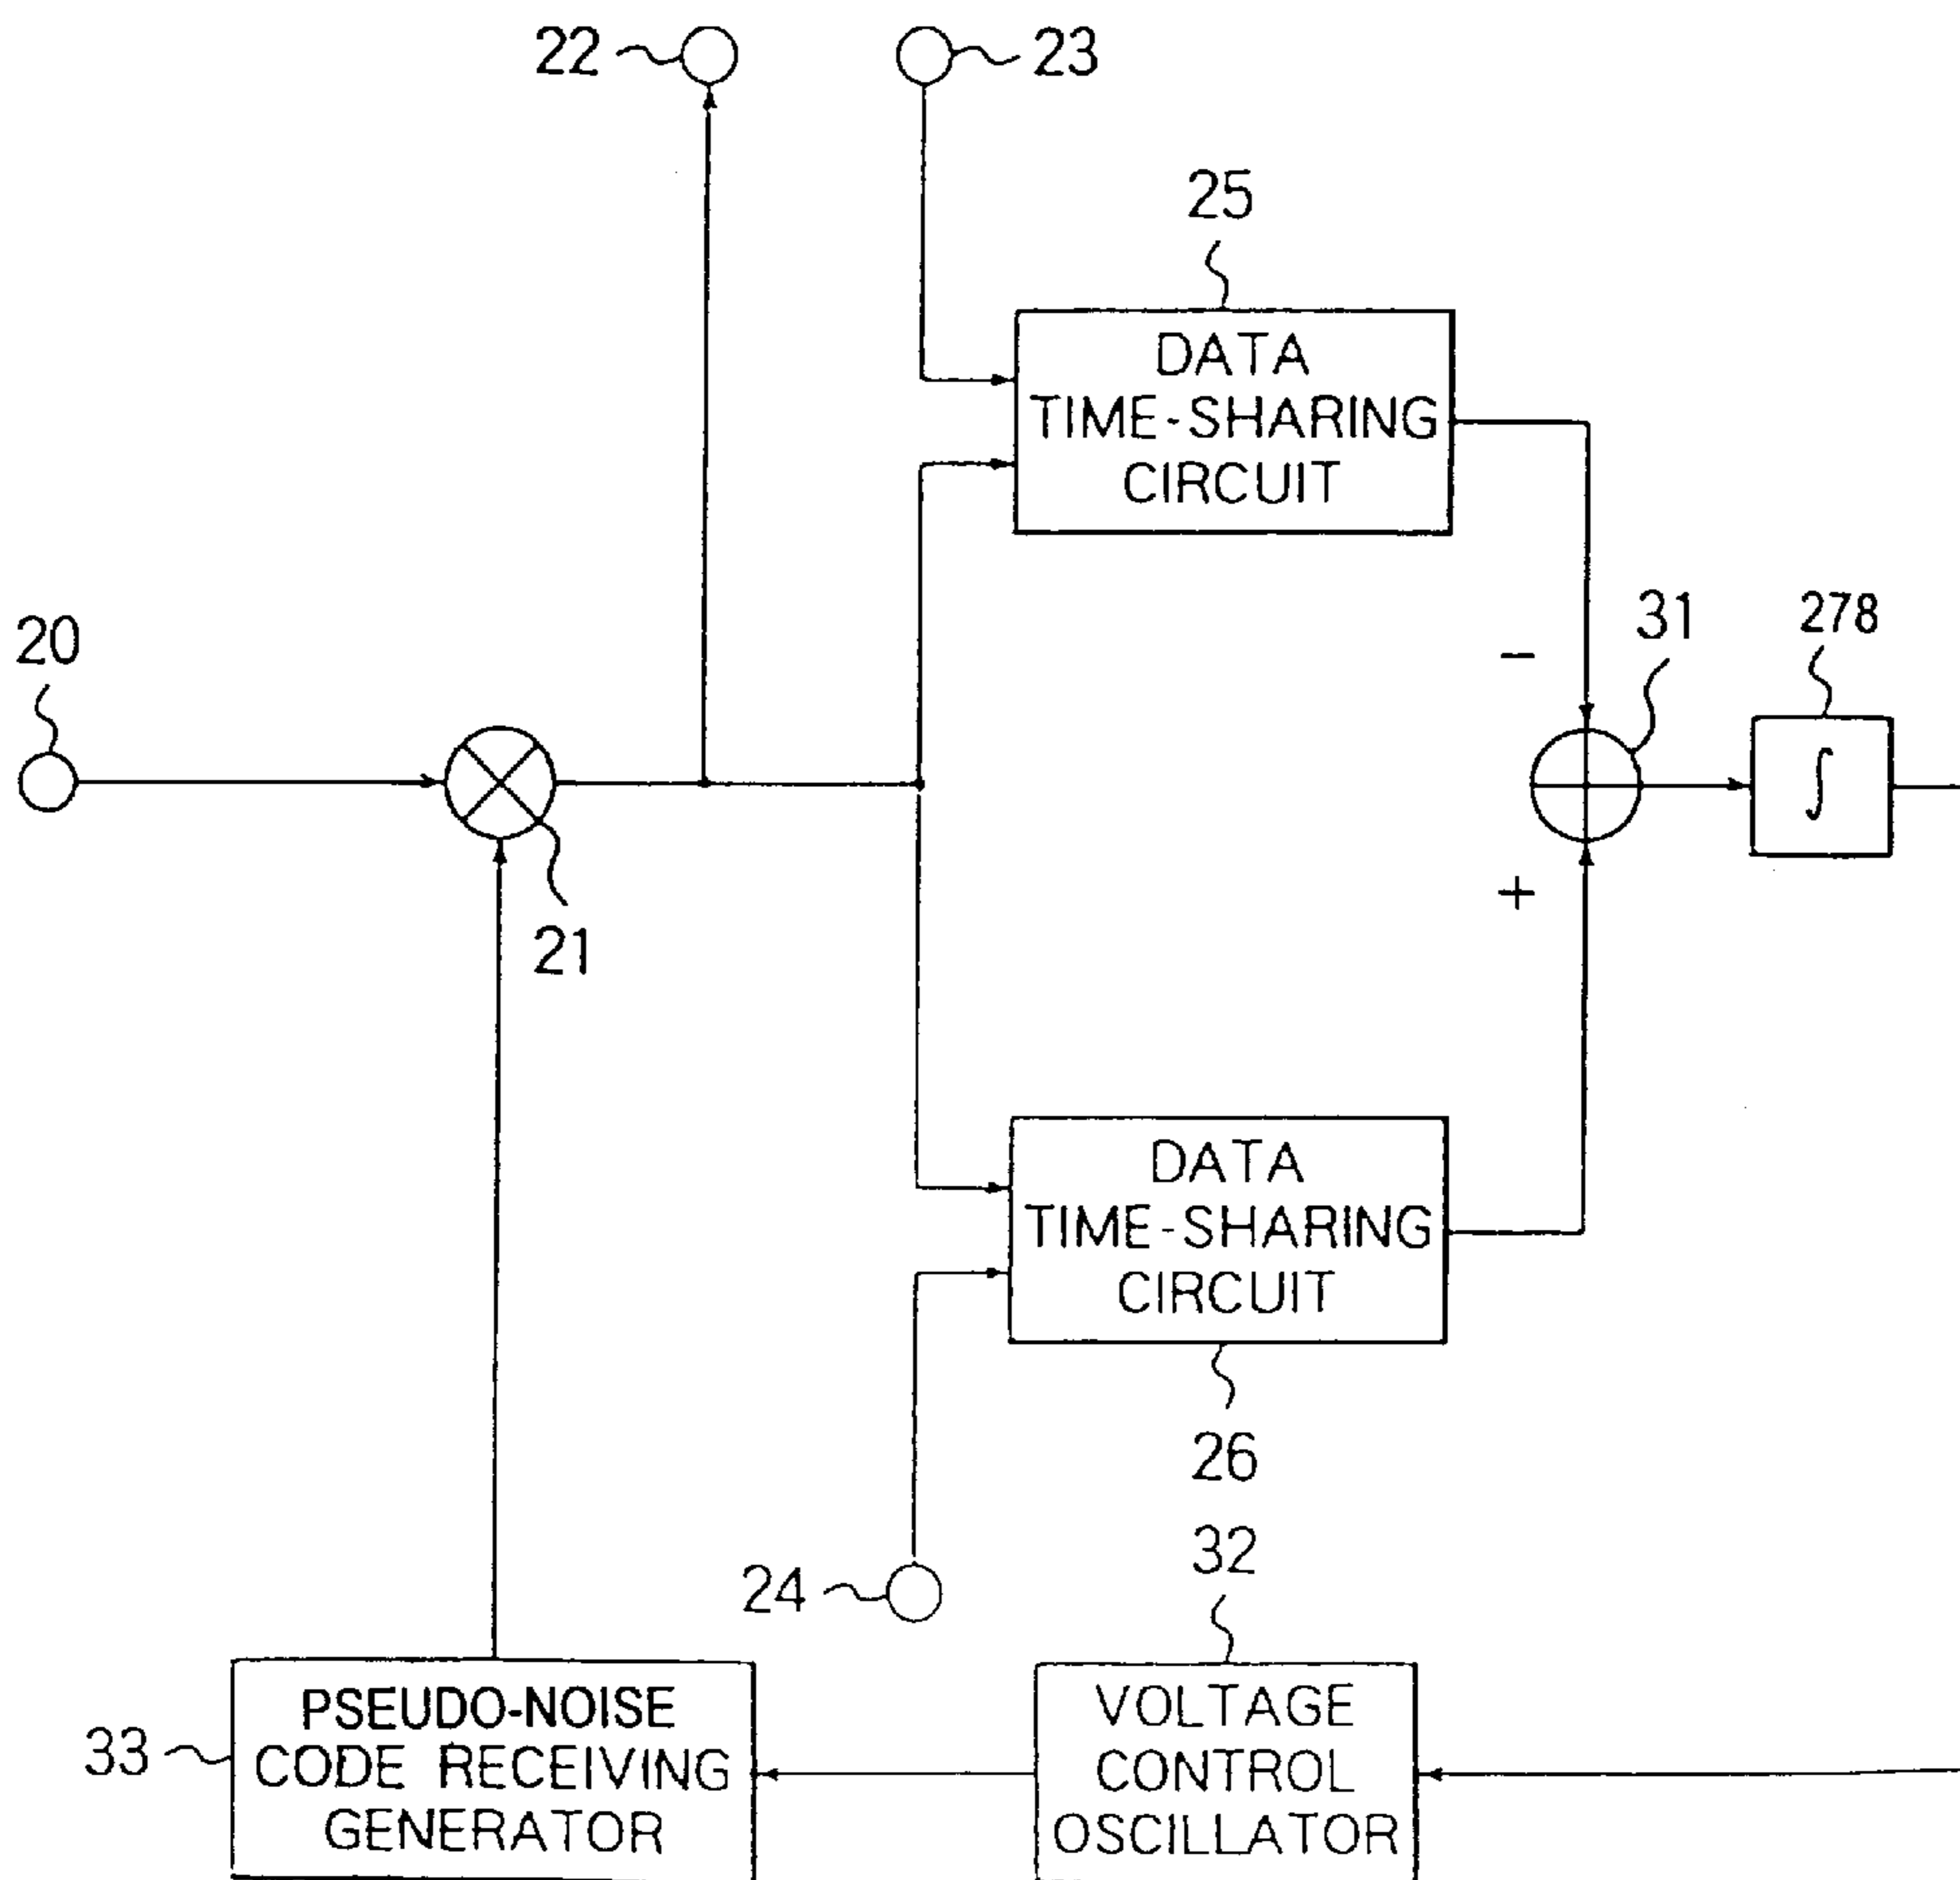 22
23
25
DATA
TIME-SHARING
CIRCUIT
20
31
278
∫
−
+
21
DATA
TIME-SHARING
CIRCUIT
26
32
24
33
PSEUDO-NOISE
CODE RECEIVING
GENERATOR
VOLTAGE
CONTROL
OSCILLATOR